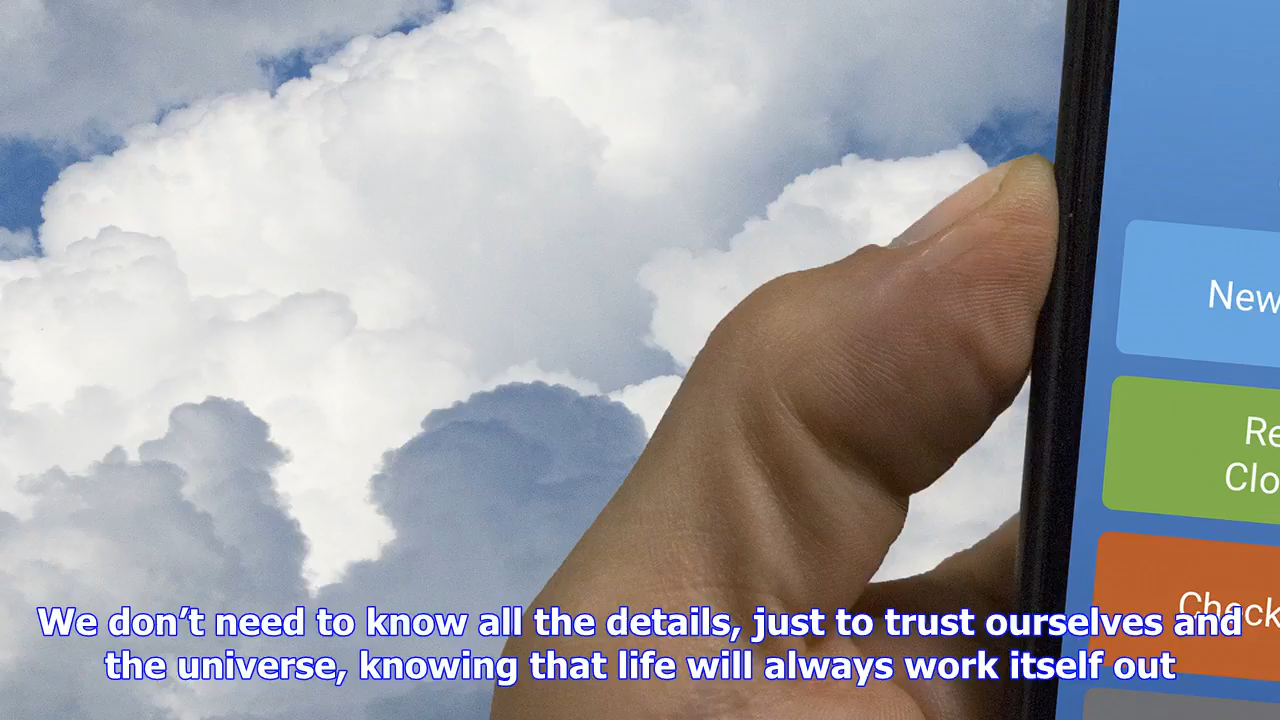 New
Re
Clo
Check
We don’t need to know all the details, just to trust ourselves and
the universe, knowing that life will always work itself out